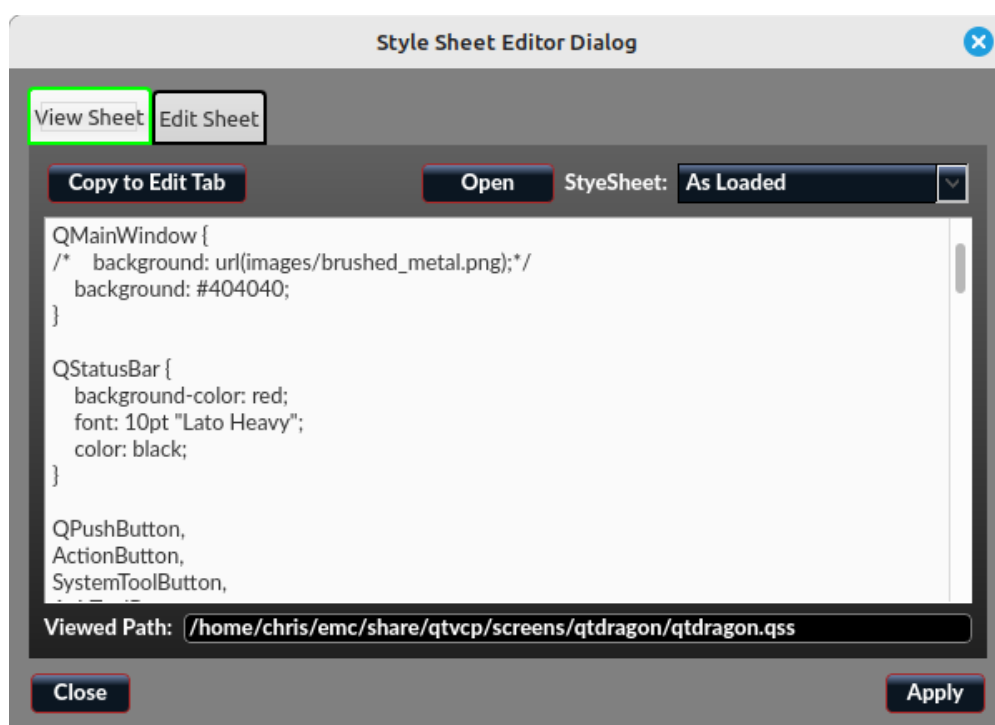 Style Sheet Editor Dialog
View Sheet Edit Sheet
Copy to Edit Tab Open StyeSheet: As Loaded
QMainWindow {
/*    background: url(images/brushed_metal.png);*/
    background: #404040;
}
QStatusBar {
    background-color: red;
    font: 10pt "Lato Heavy";
    color: black;
}
QPushButton,
ActionButton,
SystemToolButton,
Viewed Path: /home/chris/emc/share/qtvcp/screens/qtdragon/qtdragon.qss
Close Apply